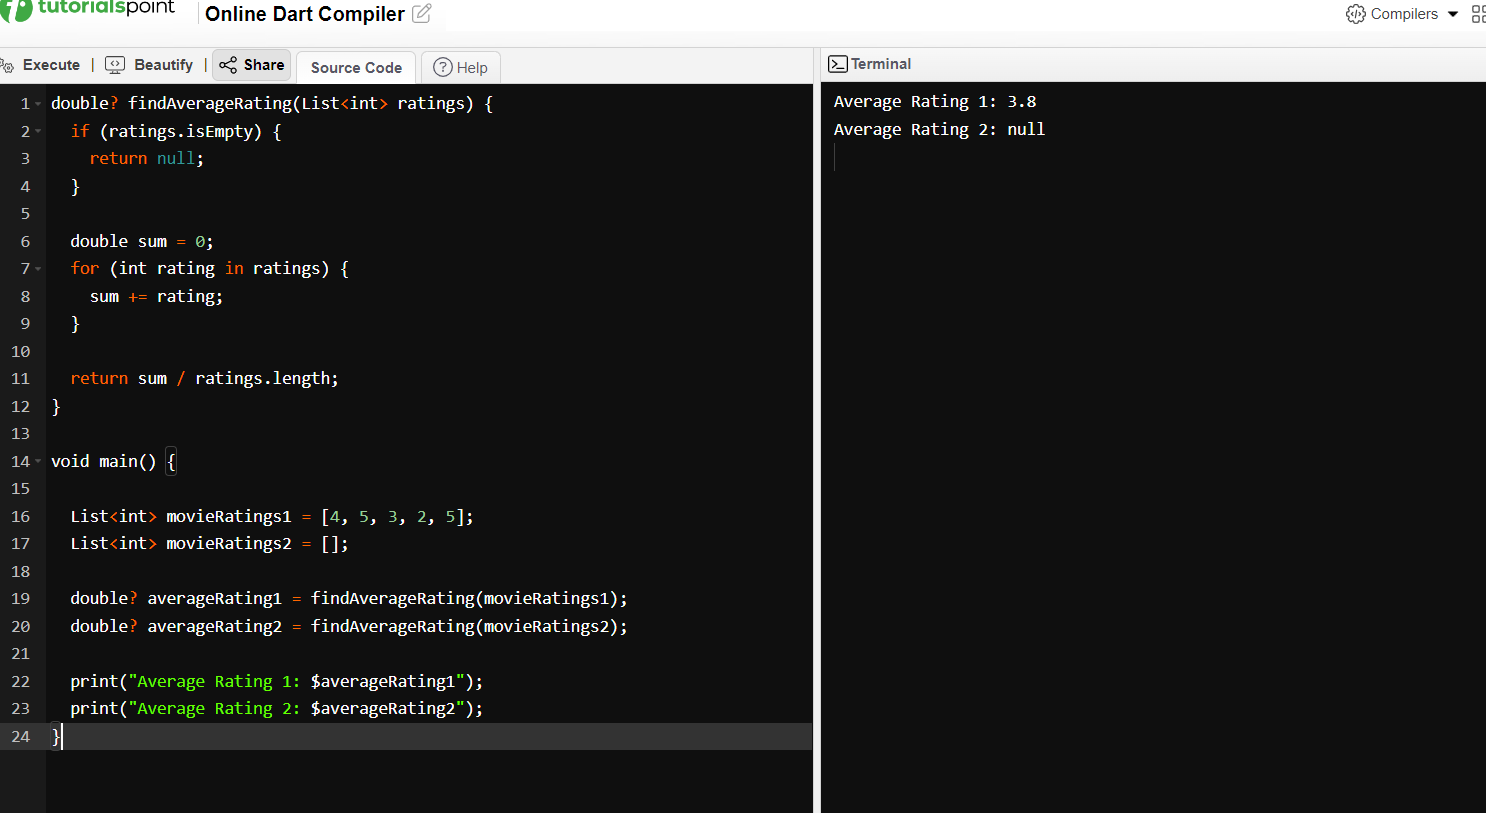 tutorialspoint
Online Dart Compiler
Compilers
Execute | Beautify | Share Source Code Help
Terminal
1 double? findAverageRating(List<int> ratings) {
2 if (ratings.isEmpty) {
3 return null;
4 }
5
6 double sum = 0;
7 for (int rating in ratings) {
8 sum += rating;
9 }
10
11 return sum / ratings.length;
12 }
13
14 void main() {
15
16 List<int> movieRatings1 = [4, 5, 3, 2, 5];
17 List<int> movieRatings2 = [];
18
19 double? averageRating1 = findAverageRating(movieRatings1);
20 double? averageRating2 = findAverageRating(movieRatings2);
21
22 print("Average Rating 1: $averageRating1");
23 print("Average Rating 2: $averageRating2");
24 }
Average Rating 1: 3.8
Average Rating 2: null